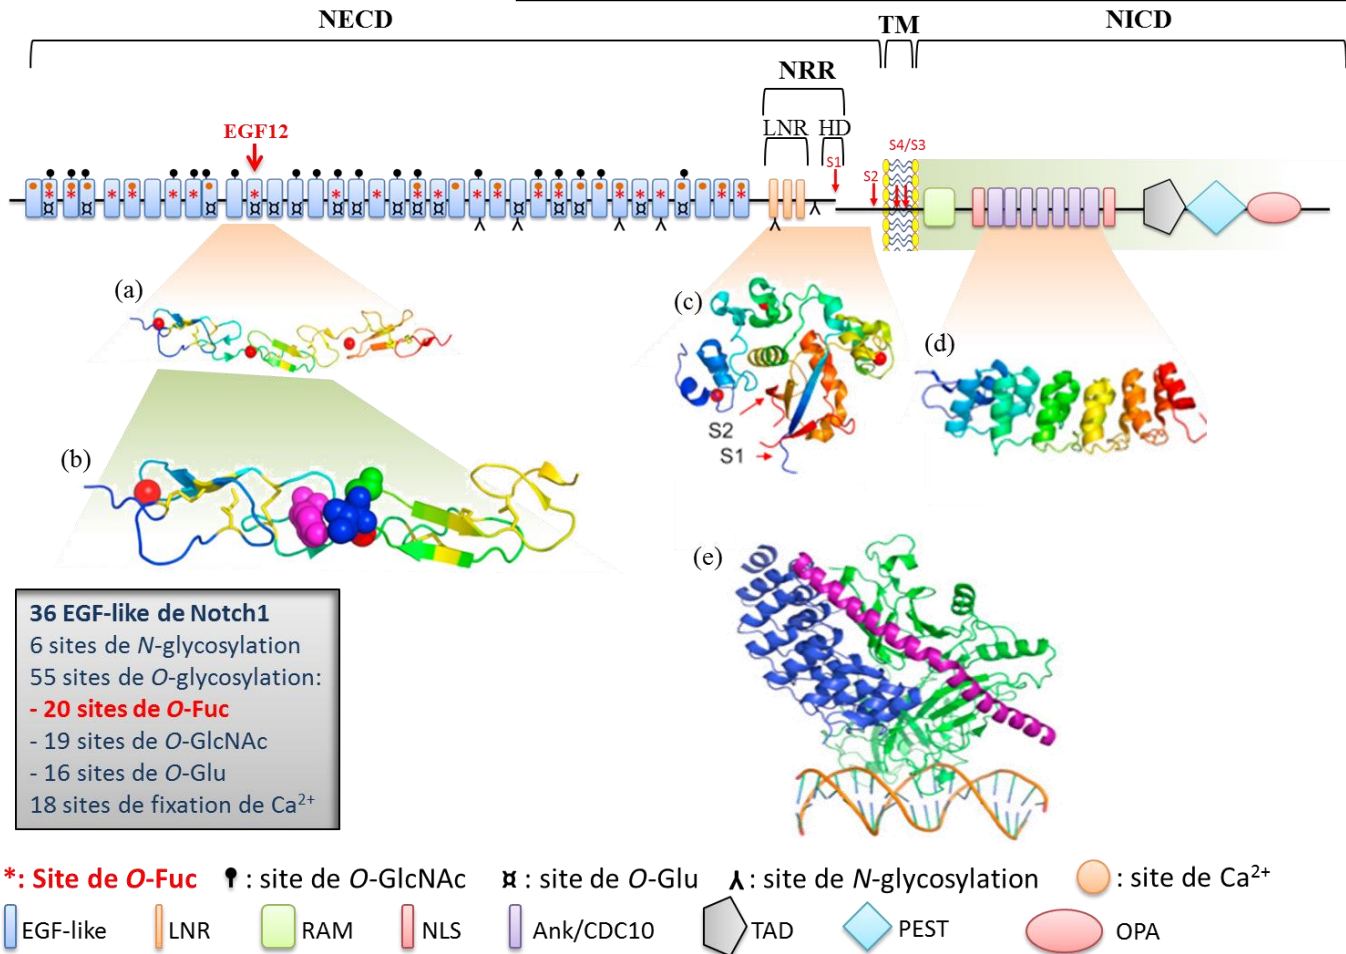 NECD
TM
NICD
NRR
LNR
HD
EGF12
S1
S2
S4/S3
* * * * * * * * * * * * * * * * * * * *
(a)
(b)
(c)
S2
S1
(d)
(e)
36 EGF-like de Notch1
6 sites de N-glycosylation
55 sites de O-glycosylation:
- 20 sites de O-Fuc
- 19 sites de O-GlcNAc
- 16 sites de O-Glu
18 sites de fixation de Ca²⁺
*: Site de O-Fuc : site de O-GlcNAc : site de O-Glu : site de N-glycosylation : site de Ca²⁺
EGF-like LNR RAM NLS Ank/CDC10 TAD PEST OPA